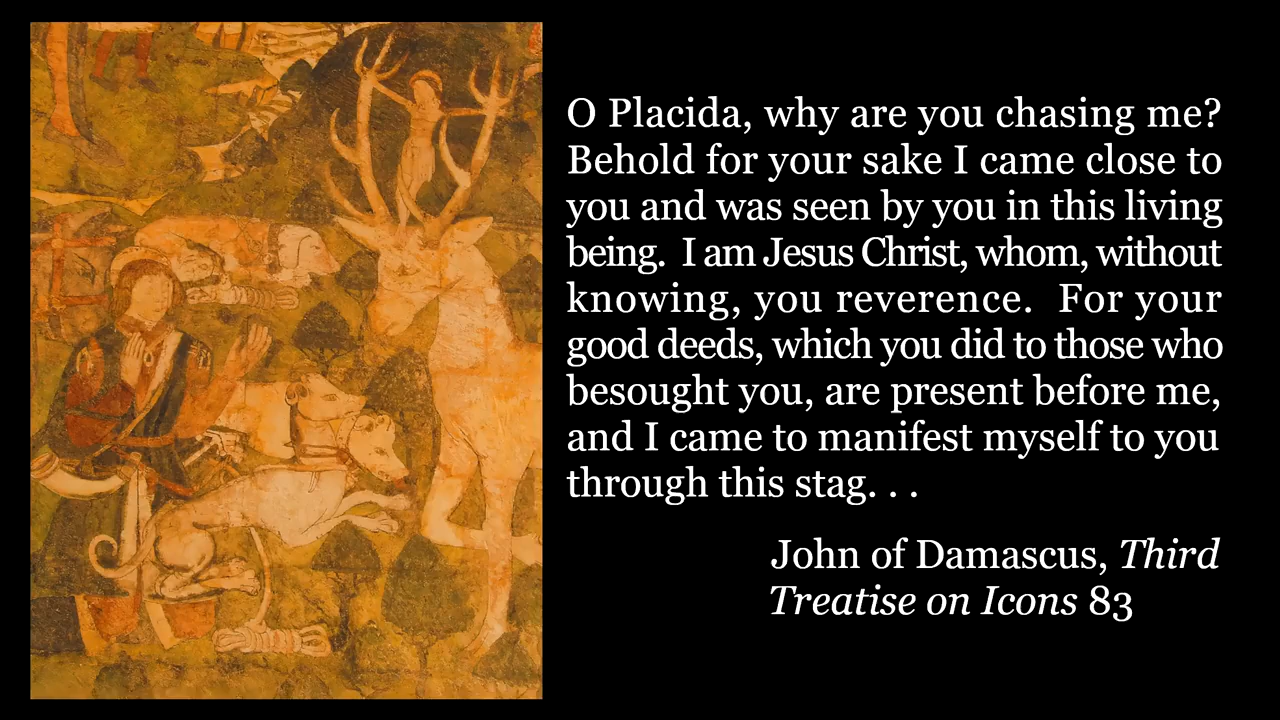 O Placida, why are you chasing me?
Behold for your sake I came close to
you and was seen by you in this living
being.  I am Jesus Christ, whom, without
knowing, you reverence.  For your
good deeds, which you did to those who
besought you, are present before me,
and I came to manifest myself to you
through this stag. . .
John of Damascus, Third
Treatise on Icons 83